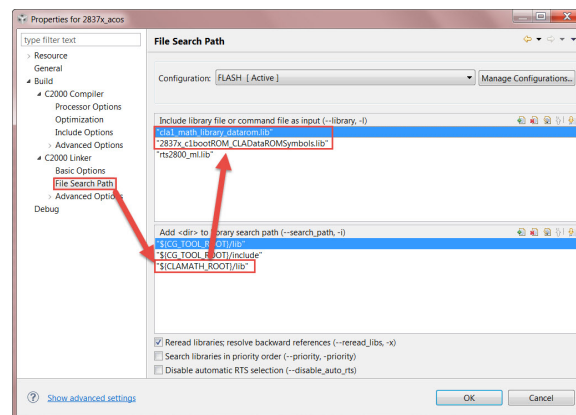 Properties for 2837x_acos
type filter text
File Search Path
Resource
General
Build
C2000 Compiler
Processor Options
Optimization
Include Options
Advanced Options
C2000 Linker
Basic Options
File Search Path
Advanced Options
Debug
Configuration: FLASH [ Active ]
Manage Configurations...
Include library file or command file as input (--library, -l)
"cla1_math_library_datarom.lib"
"2837x_c1bootROM_CLADataROMSymbols.lib"
"rts2800_ml.lib"
Add <dir> to library search path (--search_path, -i)
"${CG_TOOL_ROOT}/lib"
"${CG_TOOL_ROOT}/include"
"${CLAMATH_ROOT}/lib"
Reread libraries; resolve backward references (--reread_libs, -x)
Search libraries in priority order (--priority, -priority)
Disable automatic RTS selection (--disable_auto_rts)
Show advanced settings
OK
Cancel